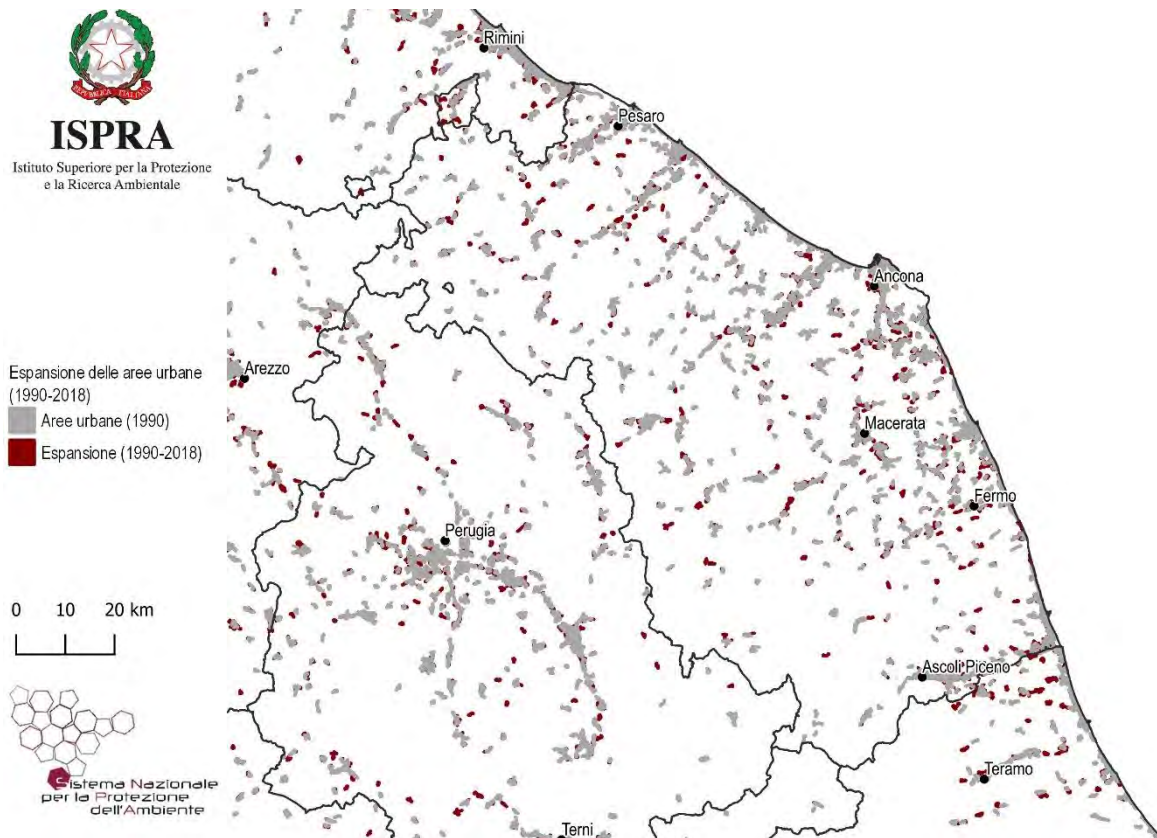 REPVBBLICA ITALIANA
ISPRA
Istituto Superiore per la Protezione
e la Ricerca Ambientale
Espansione delle aree urbane
(1990-2018)
Aree urbane (1990)
Espansione (1990-2018)
0 10 20 km
Sistema Nazionale
per la Protezione
dell'Ambiente
Rimini
Pesaro
Ancona
Arezzo
Macerata
Fermo
Perugia
Ascoli Piceno
Teramo
Terni